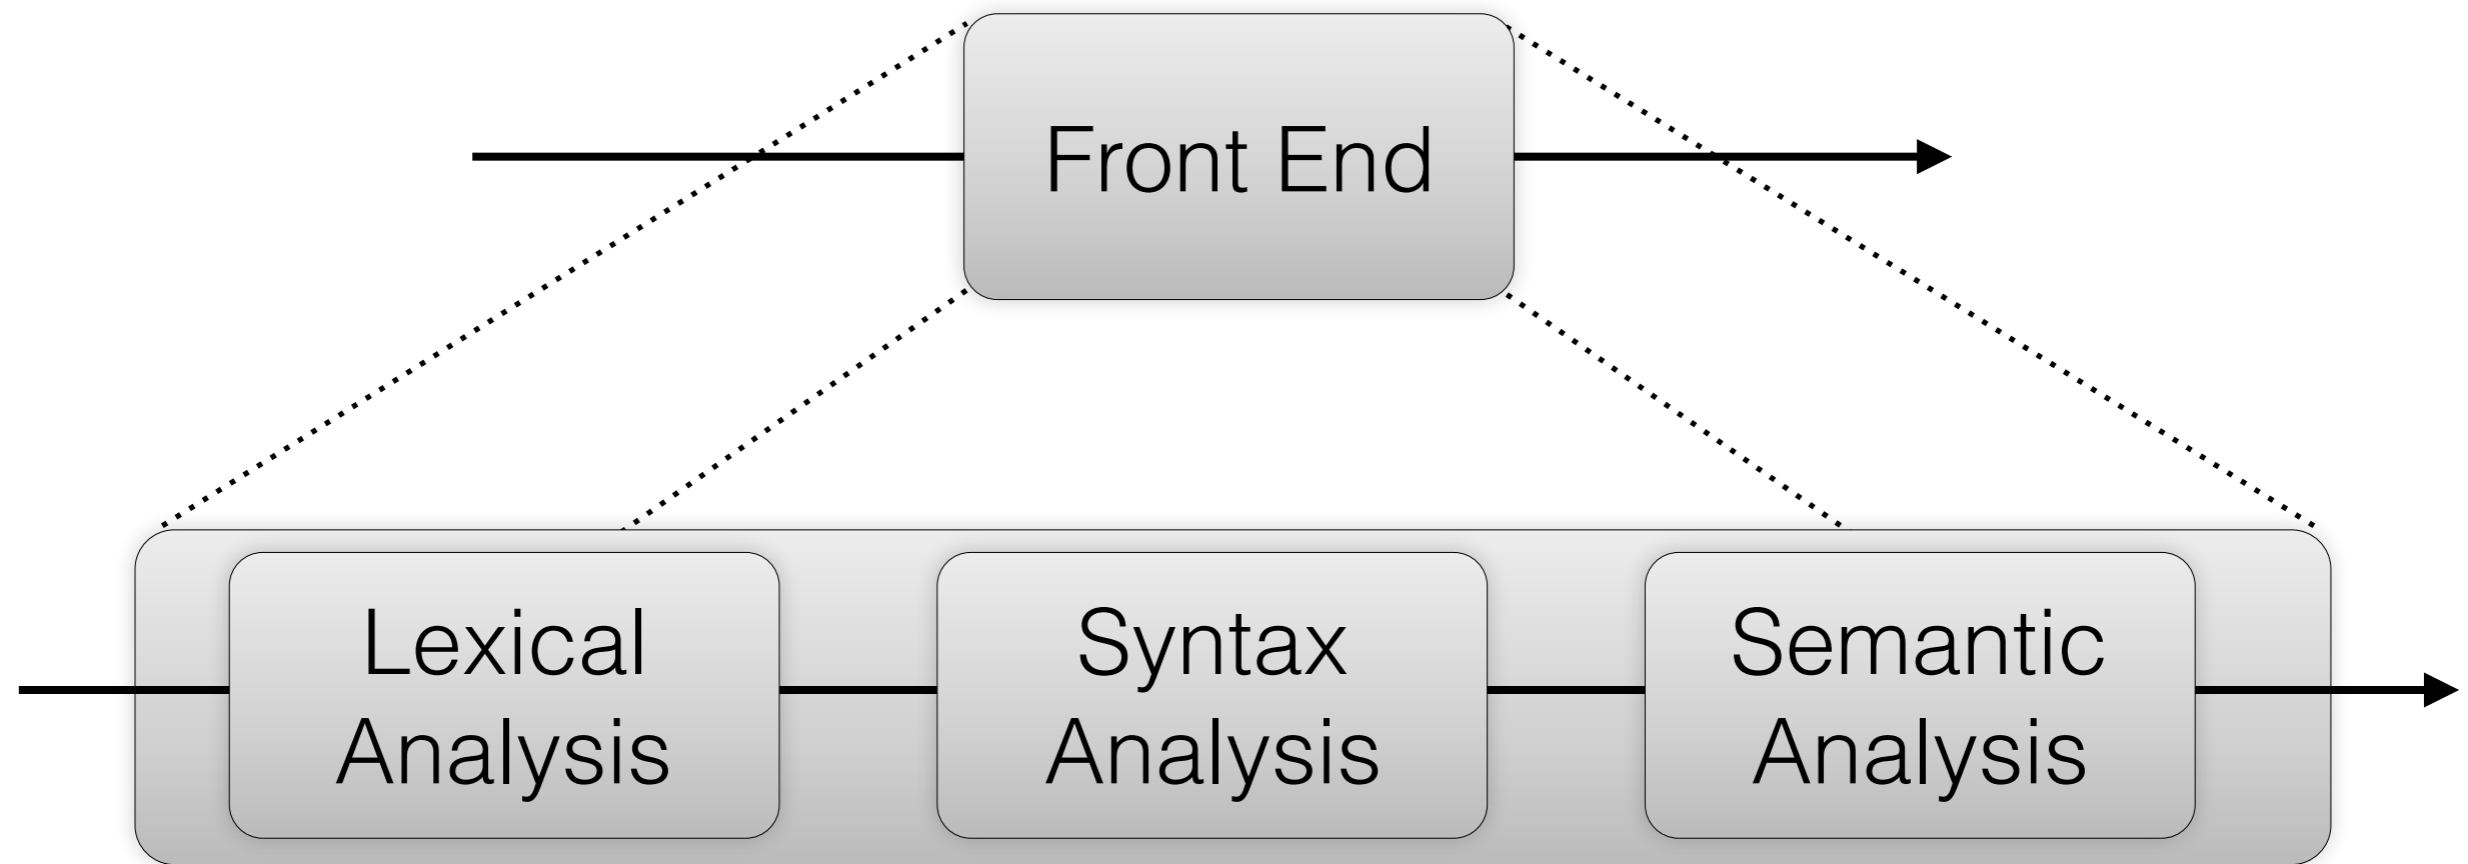 Front End
Lexical
Analysis
Syntax
Analysis
Semantic
Analysis